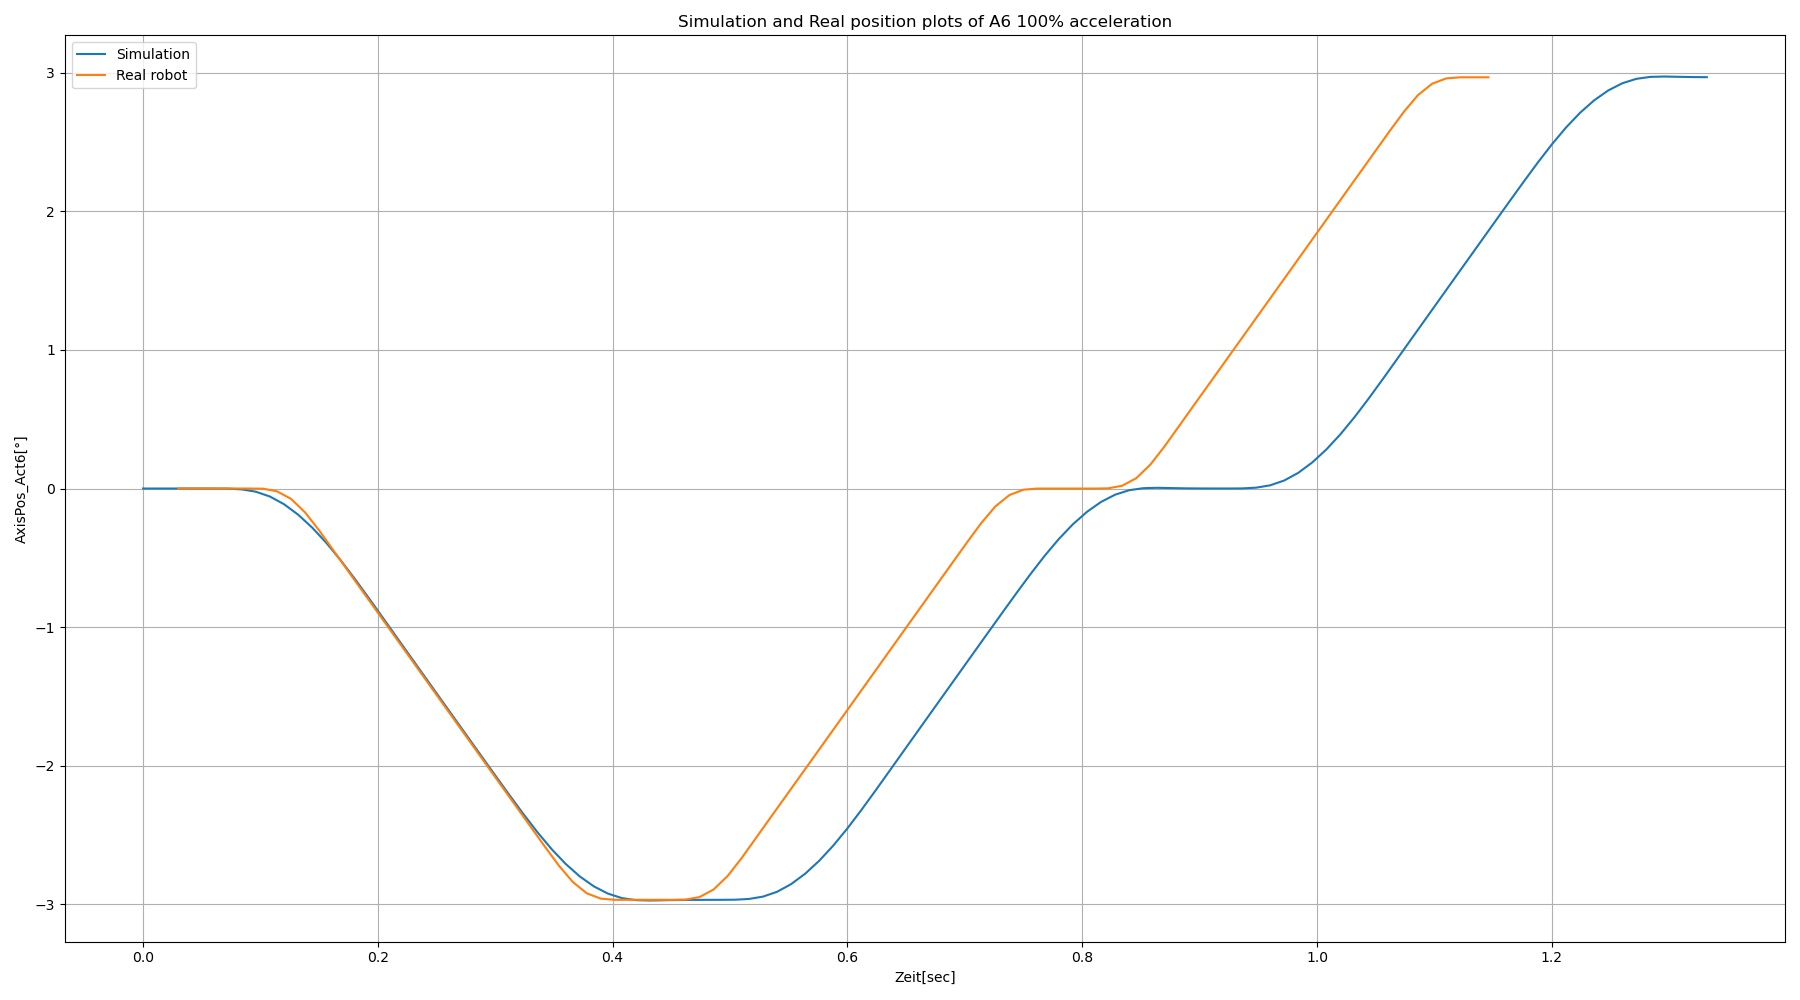 Simulation and Real position plots of A6 100% acceleration
Simulation
Real robot
3
2
1
0
−1
−2
−3
AxisPos_Act6[°]
0.0
0.2
0.4
0.6
0.8
1.0
1.2
Zeit[sec]